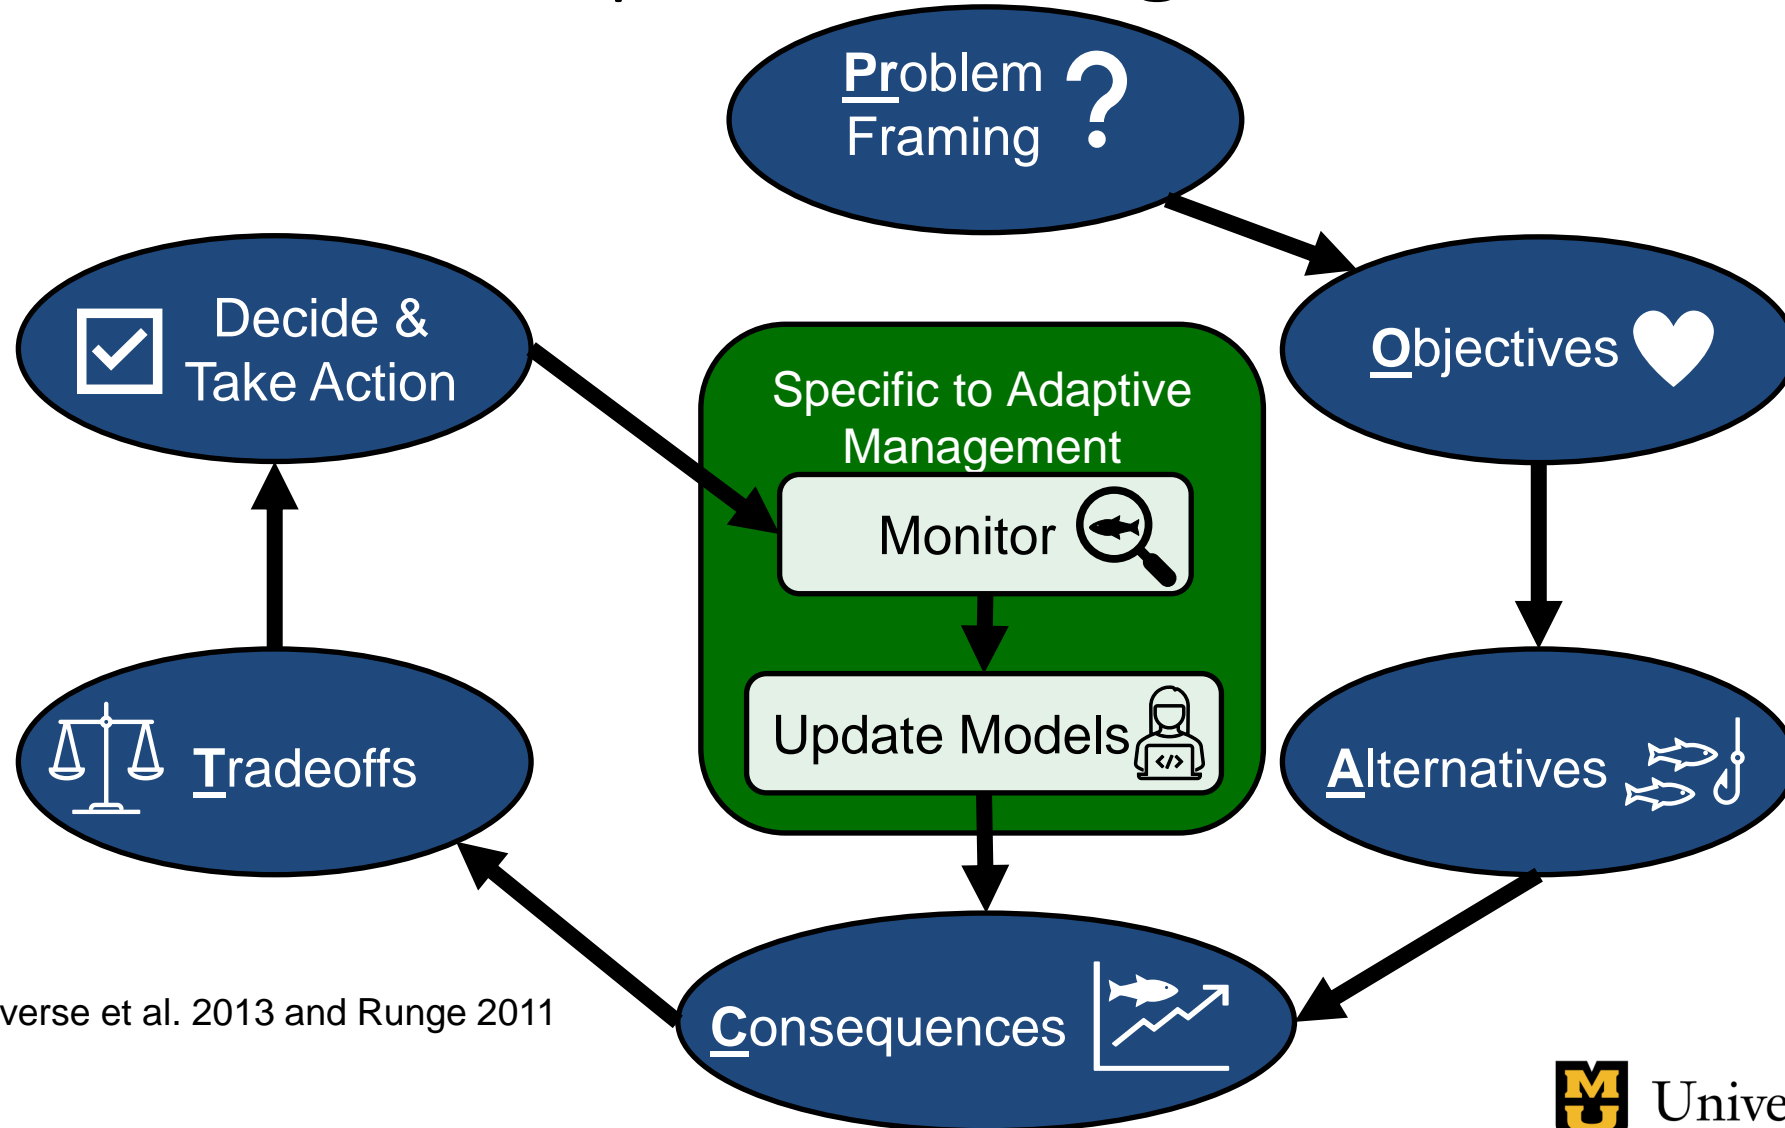 Problem
Framing
?
Decide &
Take Action
Objectives
Specific to Adaptive
Management
Monitor
Update Models
</>
Tradeoffs
Alternatives
Consequences
verse et al. 2013 and Runge 2011
MU
Unive